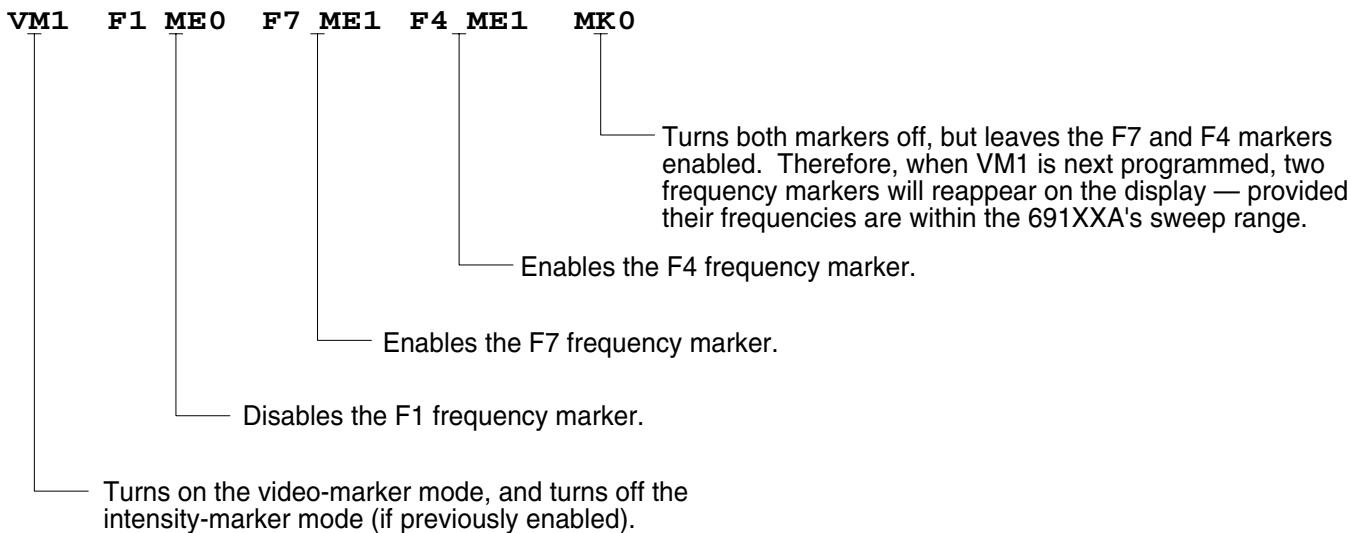 VM1 F1 ME0 F7 ME1 F4 ME1 MK0
Turns both markers off, but leaves the F7 and F4 markers
enabled. Therefore, when VM1 is next programmed, two
frequency markers will reappear on the display — provided
their frequencies are within the 691XXA's sweep range.
Enables the F4 frequency marker.
Enables the F7 frequency marker.
Disables the F1 frequency marker.
Turns on the video-marker mode, and turns off the
intensity-marker mode (if previously enabled).